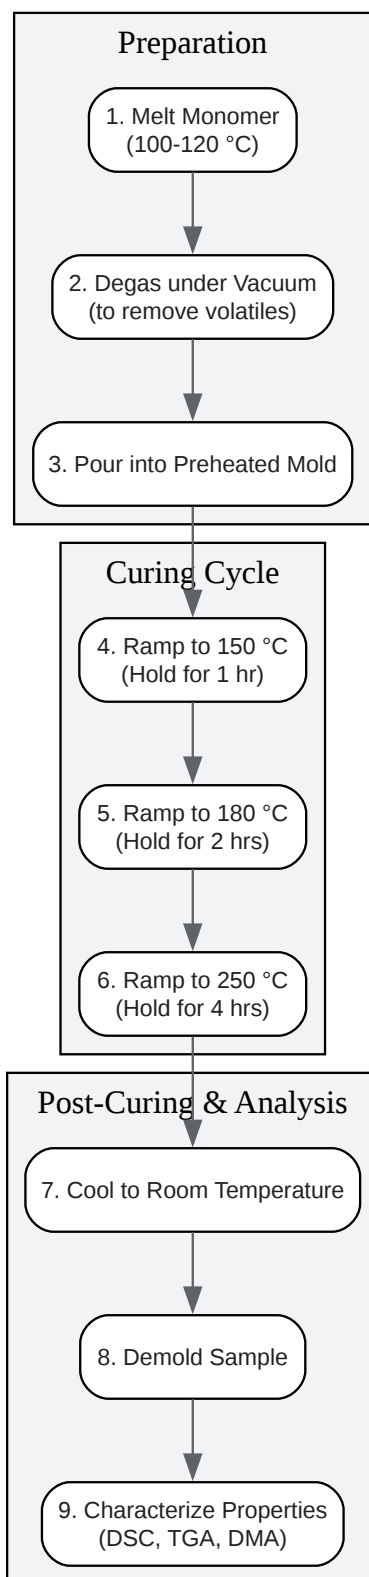 Preparation
1. Melt Monomer
(100-120 °C)
2. Degas under Vacuum
(to remove volatiles)
3. Pour into Preheated Mold
Curing Cycle
4. Ramp to 150 °C
(Hold for 1 hr)
5. Ramp to 180 °C
(Hold for 2 hrs)
6. Ramp to 250 °C
(Hold for 4 hrs)
Post-Curing & Analysis
7. Cool to Room Temperature
8. Demold Sample
9. Characterize Properties
(DSC, TGA, DMA)